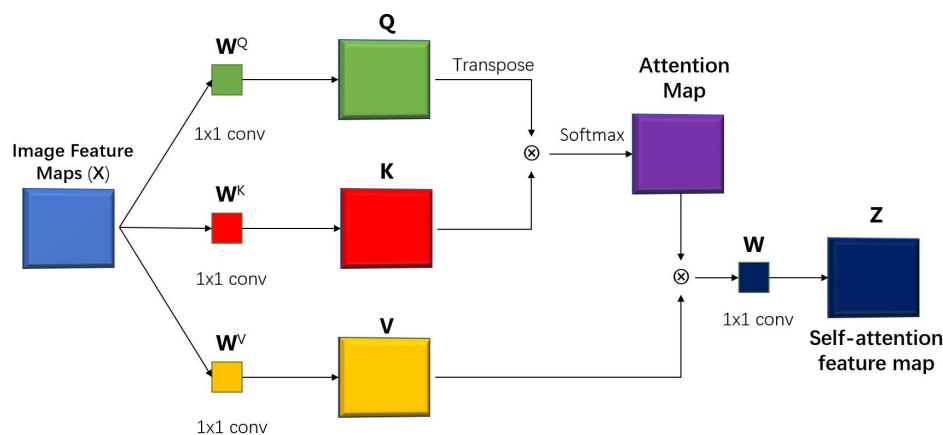 Image Feature
Maps (X)
W^Q
1x1 conv
Q
Transpose
W^K
1x1 conv
K
W^V
1x1 conv
V
⊗
Softmax
Attention
Map
⊗
W
1x1 conv
Z
Self-attention
feature map